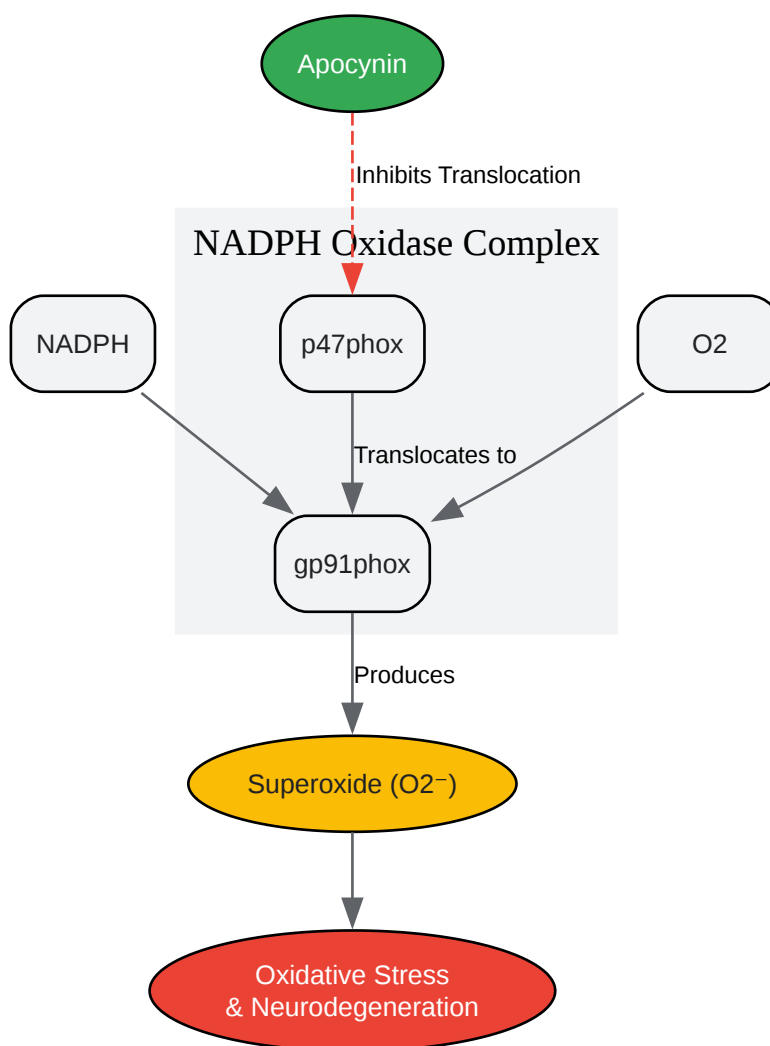 Apocynin
Inhibits Translocation
NADPH Oxidase Complex
NADPH
p47phox
O2
Translocates to
gp91phox
Produces
Superoxide (O2⁻)
Oxidative Stress
& Neurodegeneration